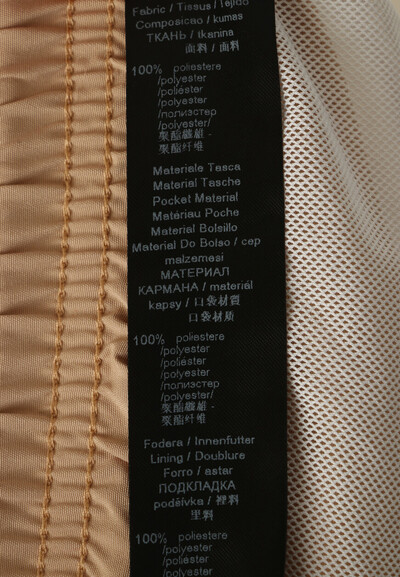 Fabric / Tissus / Tejido
Composicao / kumas
ТКАНЬ / tkanina
面料 / 面料
100% poliestere
/polyester
/poliéster
/polyester
/полиэстер
/polyester/
聚酯纖維 -
聚酯纤维
Materiale Tasca
Material Tasche
Pocket Material
Matériau Poche
Material Bolsillo
Material Do Bolso / cep
malzemesi
МАТЕРИАЛ
КАРМАНА / materiál
kapsy / 口袋材質
口袋材质
100% poliestere
/polyester
/poliéster
/polyester
/полиэстер
/polyester/
聚酯纖維 -
聚酯纤维
Fodera / Innenfutter
Lining / Doublure
Forro / astar
ПОДКЛАДКА
podšívka / 裡料
里料
100% poliestere
/polyester
/poliéster
/polyester